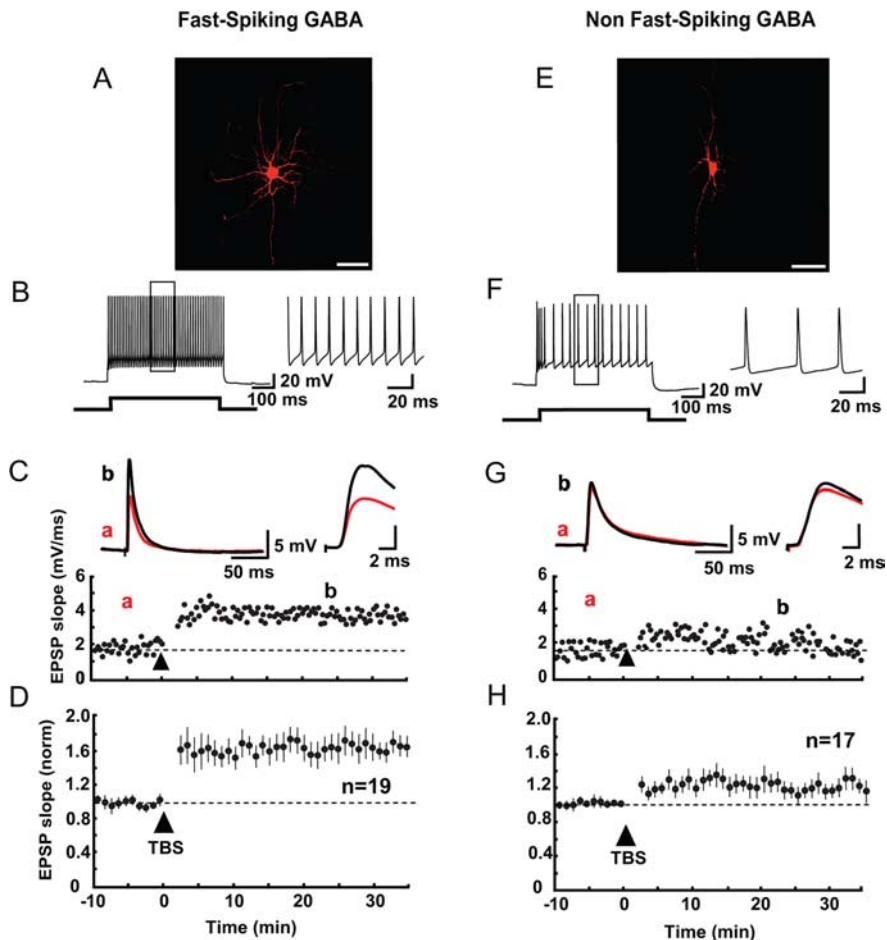 Fast-Spiking GABA
Non Fast-Spiking GABA
A
E
B
20 mV
100 ms
20 ms
F
20 mV
100 ms
20 ms
C
b
a
5 mV
50 ms
2 ms
EPSP slope (mV/ms)
6
4
2
0
a
b
G
b
a
5 mV
50 ms
2 ms
EPSP slope (mV/ms)
6
4
2
0
a
b
D
EPSP slope (norm)
2.0
1.6
1.2
0.8
0.4
0
n=19
TBS
-10 0 10 20 30
Time (min)
H
2.0
1.6
1.2
0.8
0.4
0
n=17
TBS
-10 0 10 20 30
Time (min)